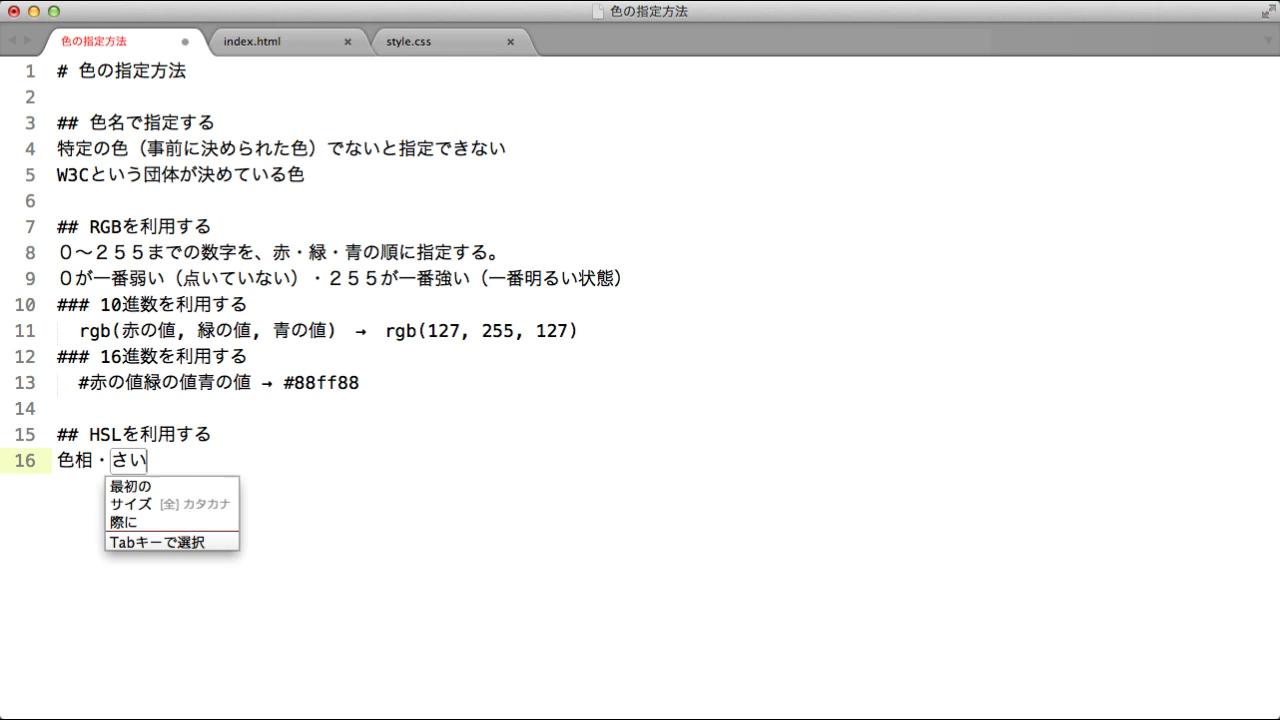 色の指定方法
色の指定方法 index.html style.css
1 # 色の指定方法
2
3 ## 色名で指定する
4 特定の色（事前に決められた色）でないと指定できない
5 W3Cという団体が決めている色
6
7 ## RGBを利用する
8 ０〜２５５までの数字を、赤・緑・青の順に指定する。
9 ０が一番弱い（点いていない）・２５５が一番強い（一番明るい状態）
10 ### 10進数を利用する
11 rgb(赤の値, 緑の値, 青の値) → rgb(127, 255, 127)
12 ### 16進数を利用する
13 #赤の値緑の値青の値 → #88ff88
14
15 ## HSLを利用する
16 色相・さい
最初の
サイズ [全] カタカナ
際に
Tabキーで選択